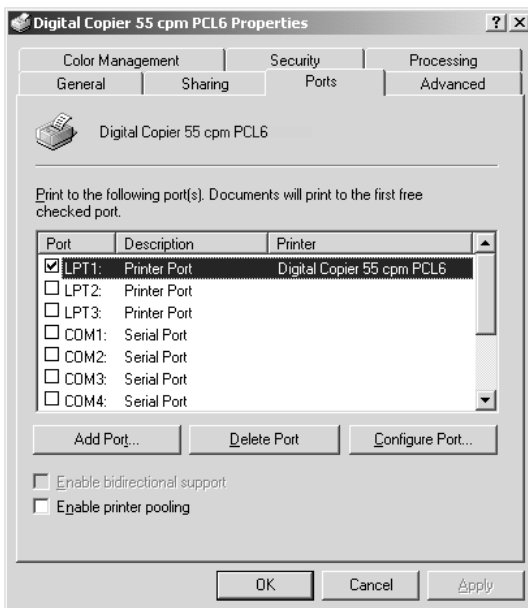 Digital Copier 55 cpm PCL6 Properties
? X
Color Management Security Processing
General Sharing Ports Advanced
Digital Copier 55 cpm PCL6
Print to the following port(s). Documents will print to the first free
checked port.
Port Description Printer
LPT1: Printer Port Digital Copier 55 cpm PCL6
LPT2: Printer Port
LPT3: Printer Port
COM1: Serial Port
COM2: Serial Port
COM3: Serial Port
COM4: Serial Port
Add Port... Delete Port Configure Port...
Enable bidirectional support
Enable printer pooling
OK Cancel Apply